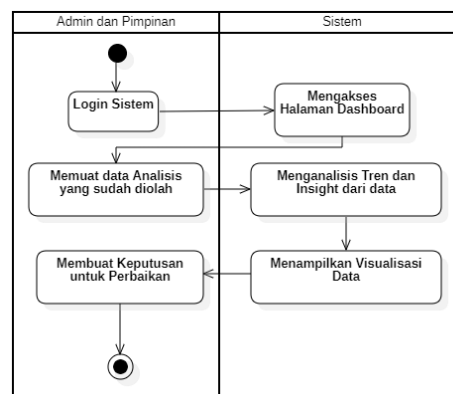 Admin dan Pimpinan
Sistem
Login Sistem
Mengakses
Halaman Dashboard
Memuat data Analisis
yang sudah diolah
Menganalisis Tren dan
Insight dari data
Menampilkan Visualisasi
Data
Membuat Keputusan
untuk Perbaikan